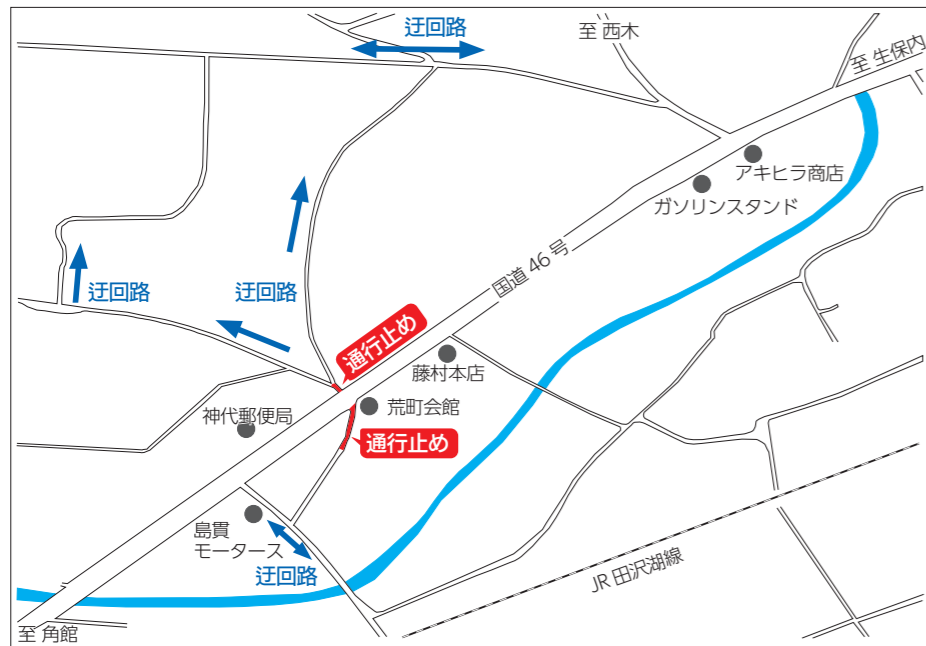 迂回路
至 西木
至 生保内
アキヒラ商店
ガソリンスタンド
国道 46 号
迂回路
迂回路
通行止め
藤村本店
荒町会館
神代郵便局
通行止め
島貫
モータース
迂回路
JR 田沢湖線
至 角館